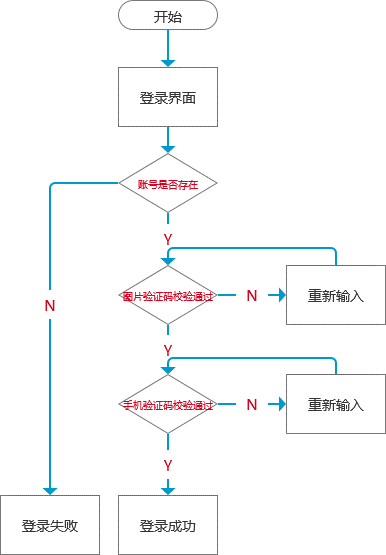 开始
登录界面
账号是否存在
Y
图片验证码校验通过
N
重新输入
N
Y
手机验证码校验通过
N
重新输入
Y
登录失败
登录成功